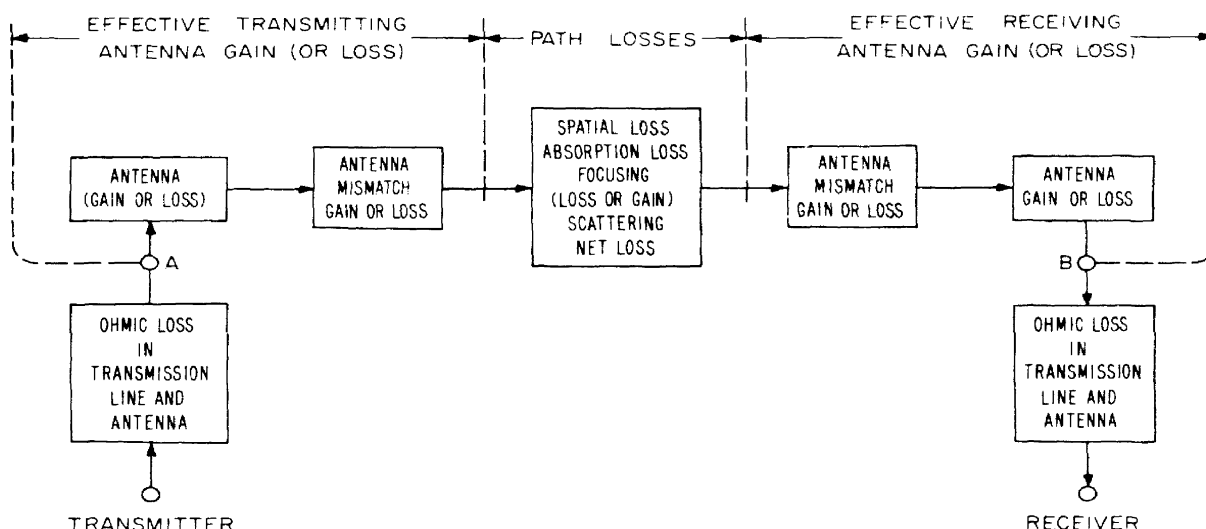 EFFECTIVE TRANSMITTING
ANTENNA GAIN (OR LOSS)
PATH LOSSES
EFFECTIVE RECEIVING
ANTENNA GAIN (OR LOSS)
ANTENNA
(GAIN OR LOSS)
ANTENNA
MISMATCH
GAIN OR LOSS
SPATIAL LOSS
ABSORPTION LOSS
FOCUSING
(LOSS OR GAIN)
SCATTERING
NET LOSS
ANTENNA
MISMATCH
GAIN OR LOSS
ANTENNA
GAIN OR LOSS
A
B
OHMIC LOSS
IN
TRANSMISSION
LINE AND
ANTENNA
OHMIC LOSS
IN
TRANSMISSION
LINE AND
ANTENNA
TRANSMITTER
RECEIVER